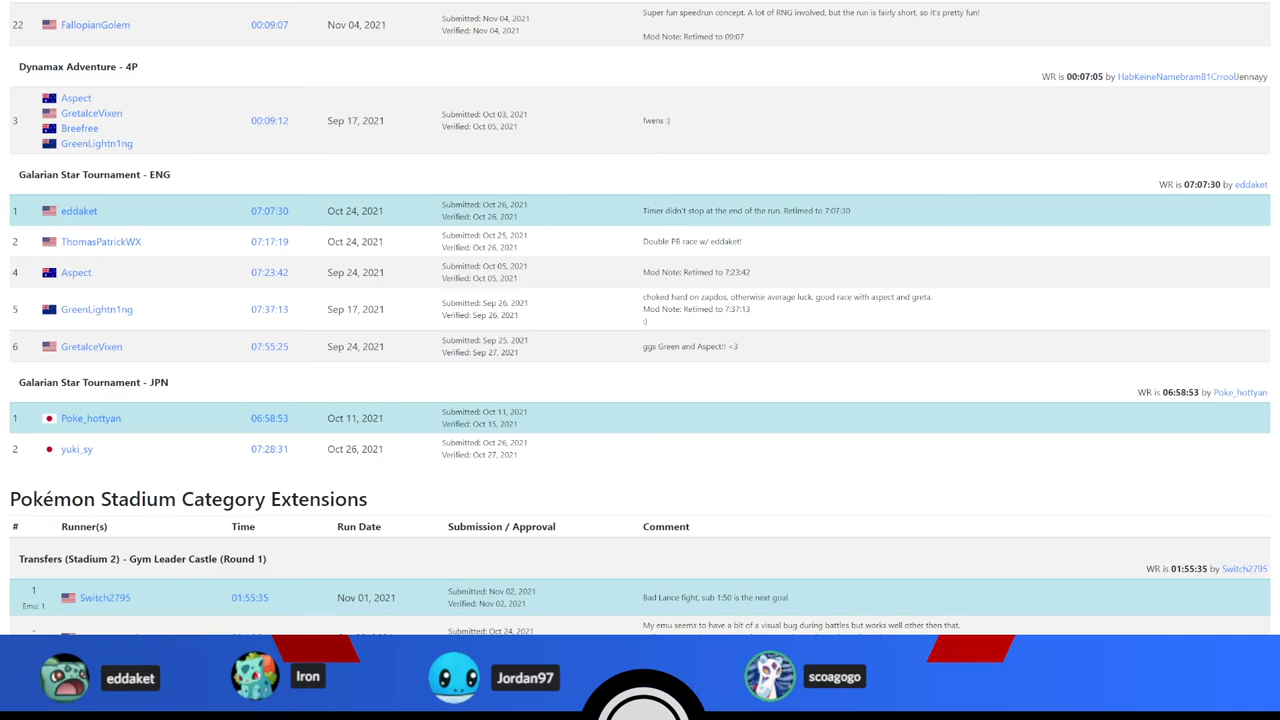 22 FallopianGolem 00:09:07 Nov 04, 2021 Submitted: Nov 04, 2021 Super fun speedrun concept. A lot of RNG involved, but the run is fairly short, so it's pretty fun!
Verified: Nov 04, 2021 Mod Note: Retimed to 09:07
Dynamax Adventure - 4P
WR is 00:07:05 by HabKeineNamebramB1CrroolJennayy
Aspect
GretaIceVixen
3 00:09:12 Sep 17, 2021 Submitted: Oct 03, 2021 fwens :)
Verified: Oct 05, 2021
Breefree
GreenLightn1ng
Galarian Star Tournament - ENG
WR is 07:07:30 by eddaket
1 eddaket 07:07:30 Oct 24, 2021 Submitted: Oct 26, 2021 Timer didn't stop at the end of the run. Retimed to 7:07:30
Verified: Oct 26, 2021
2 ThomasPatrickWX 07:17:19 Oct 24, 2021 Submitted: Oct 25, 2021 Double PB race w/ eddaket!
Verified: Oct 26, 2021
4 Aspect 07:23:42 Sep 24, 2021 Submitted: Oct 05, 2021 Mod Note: Retimed to 7:23:42
Verified: Oct 05, 2021
choked hard on zapdos, otherwise average luck. good race with aspect and greta.
5 GreenLightn1ng 07:37:13 Sep 17, 2021 Submitted: Sep 26, 2021 Mod Note: Retimed to 7:37:13
Verified: Sep 26, 2021 :)
6 GretaIceVixen 07:55:25 Sep 24, 2021 Submitted: Sep 25, 2021 ggs Green and Aspect!! <3
Verified: Sep 27, 2021
Galarian Star Tournament - JPN
WR is 06:58:53 by Poke_hottyan
1 Poke_hottyan 06:58:53 Oct 11, 2021 Submitted: Oct 11, 2021
Verified: Oct 15, 2021
2 yuki_sy 07:28:31 Oct 26, 2021 Submitted: Oct 26, 2021
Verified: Oct 27, 2021
Pokémon Stadium Category Extensions
# Runner(s) Time Run Date Submission / Approval Comment
Transfers (Stadium 2) - Gym Leader Castle (Round 1)
WR is 01:55:35 by Switch2795
1 Switch2795 01:55:35 Nov 01, 2021 Submitted: Nov 02, 2021 Bad Lance fight, sub 1:50 is the next goal
Emu: 1 Verified: Nov 02, 2021
- Submitted: Oct 24, 2021 My emu seems to have a bit of a visual bug during battles but works well other then that.
eddaket Iron Jordan97 scoagogo